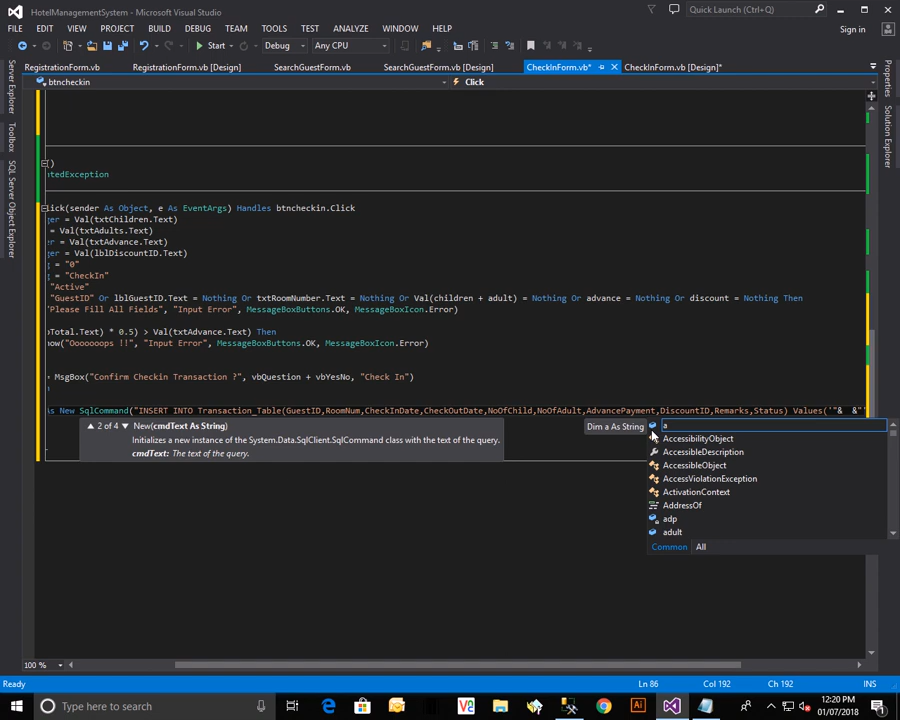 HotelManagementSystem - Microsoft Visual Studio
Quick Launch (Ctrl+Q)
FILE EDIT VIEW PROJECT BUILD DEBUG TEAM TOOLS TEST ANALYZE WINDOW HELP
Sign in
Start Debug Any CPU
RegistrationForm.vb RegistrationForm.vb [Design] SearchGuestForm.vb SearchGuestForm.vb [Design] CheckInForm.vb* CheckInForm.vb [Design]*
btncheckin Click
Server Explorer
Toolbox
SQL Server Object Explorer
Properties
Solution Explorer
()
tedException
lick(sender As Object, e As EventArgs) Handles btncheckin.Click
ger = Val(txtChildren.Text)
= Val(txtAdults.Text)
er = Val(txtAdvance.Text)
ger = Val(lblDiscountID.Text)
g = "0"
g = "CheckIn"
"Active"
"GuestID" Or lblGuestID.Text = Nothing Or txtRoomNumber.Text = Nothing Or Val(children + adult) = Nothing Or advance = Nothing Or discount = Nothing Then
"Please Fill All Fields", "Input Error", MessageBoxButtons.OK, MessageBoxIcon.Error)
oTotal.Text) * 0.5) > Val(txtAdvance.Text) Then
ow("Ooooooops !!", "Input Error", MessageBoxButtons.OK, MessageBoxIcon.Error)
= MsgBox("Confirm Checkin Transaction ?", vbQuestion + vbYesNo, "Check In")
As New SqlCommand("INSERT INTO Transaction_Table(GuestID,RoomNum,CheckInDate,CheckOutDate,NoOfChild,NoOfAdult,AdvancePayment,DiscountID,Remarks,Status) Values('"& &"'
2 of 4 New(cmdText As String)
Initializes a new instance of the System.Data.SqlClient.SqlCommand class with the text of the query.
cmdText: The text of the query.
Dim a As String
a
AccessibilityObject
AccessibleDescription
AccessibleObject
AccessViolationException
ActivationContext
AddressOf
adp
adult
Common All
100 %
Ready Ln 86 Col 192 Ch 192 INS
Type here to search
12:20 PM
01/07/2018